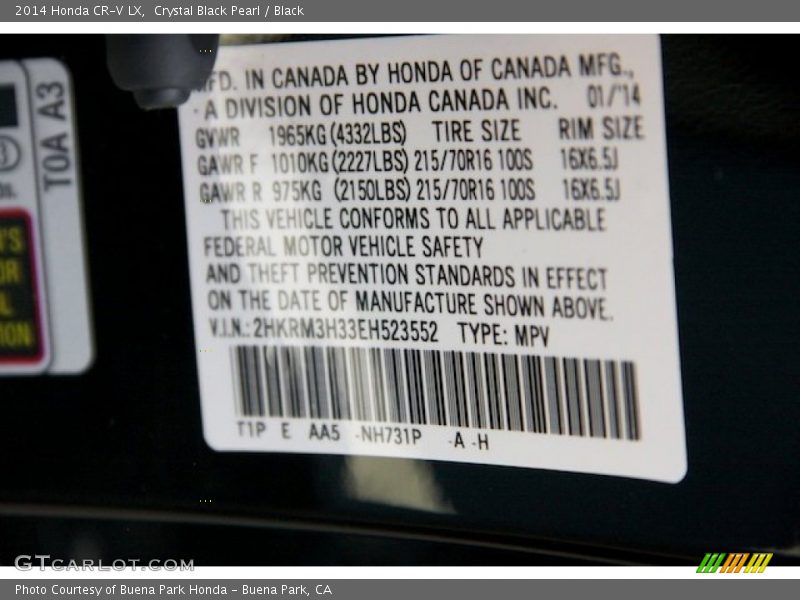 2014 Honda CR-V LX, Crystal Black Pearl / Black
MFD. IN CANADA BY HONDA OF CANADA MFG.,
A DIVISION OF HONDA CANADA INC. 01/'14
GVWR 1965KG (4332LBS) TIRE SIZE RIM SIZE
GAWR F 1010KG (2227LBS) 215/70R16 100S 16X6.5J
GAWR R 975KG (2150LBS) 215/70R16 100S 16X6.5J
THIS VEHICLE CONFORMS TO ALL APPLICABLE
FEDERAL MOTOR VEHICLE SAFETY
AND THEFT PREVENTION STANDARDS IN EFFECT
ON THE DATE OF MANUFACTURE SHOWN ABOVE.
V.I.N.: 2HKRM3H33EH523552 TYPE: MPV
T1P E AA5 -NH731P -A -H
T0A A3
GTCARLOT.COM
Photo Courtesy of Buena Park Honda - Buena Park, CA